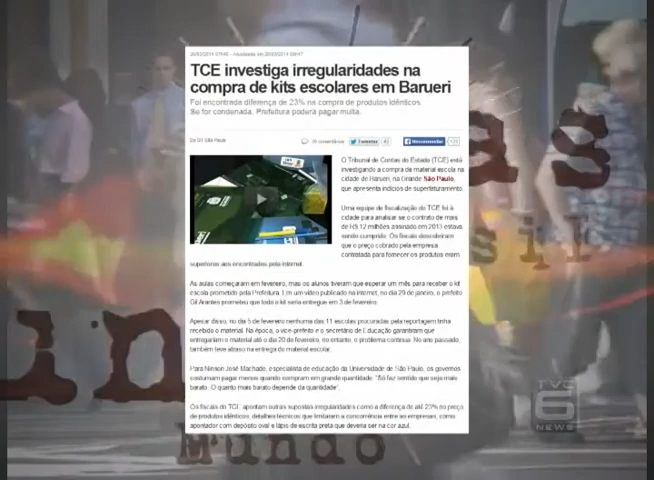 TCE investiga irregularidades na
compra de kits escolares em Barueri
Foi encontrada diferença de 23% na compra de produtos idênticos.
Se for condenada, Prefeitura poderá pagar multa.
Do G1 São Paulo
comentários
Tweetar
Recomendar
O Tribunal de Contas do Estado (TCE) está
investigando a compra de material escola na
cidade de Barueri, na Grande São Paulo,
que apresenta indícios de superfaturamento.
Uma equipe de fiscalização do TCE foi à
cidade para analisar se o contrato de mais
de R$ 12 milhões assinado em 2013 estava
sendo cumprido. Os fiscais descobriram
que o preço cobrado pela empresa
contratada para fornecer os produtos eram
superiores aos encontrados pela internet.
As aulas começaram em fevereiro, mas os alunos tiveram que esperar um mês para receber o kit
escola prometido pela Prefeitura. Em um vídeo publicado na internet, no dia 29 de janeiro, o prefeito
Gil Arantes prometeu que todo o kit seria entregue em 3 de fevereiro.
Apesar disso, no dia 5 de fevereiro nenhuma das 11 escolas procuradas pela reportagem tinha
recebido o material. Na época, o vice-prefeito e o secretário de Educação garantiram que
entregariam o material até o dia 20 de fevereiro, no entanto, o problema continua. No ano passado,
também teve atraso na entrega do material escolar.
Para José Machado, especialista de educação da Universidade de São Paulo, os governos
costumam pagar menos quando compram em grande quantidade. "Só faz sentido que seja mais
barato. O quanto mais barato depende da quantidade".
Os fiscais do TCE, apontam outras supostas irregularidades como a diferença de até 23% no preço
de produtos idênticos, detalhes técnicos que limitaram a concorrência entre as empresas, como
apontador com depósito oval e lápis de escrita preta que deveria ser na cor azul.
as
sil
in
Mundo
TVC
6
NEWS